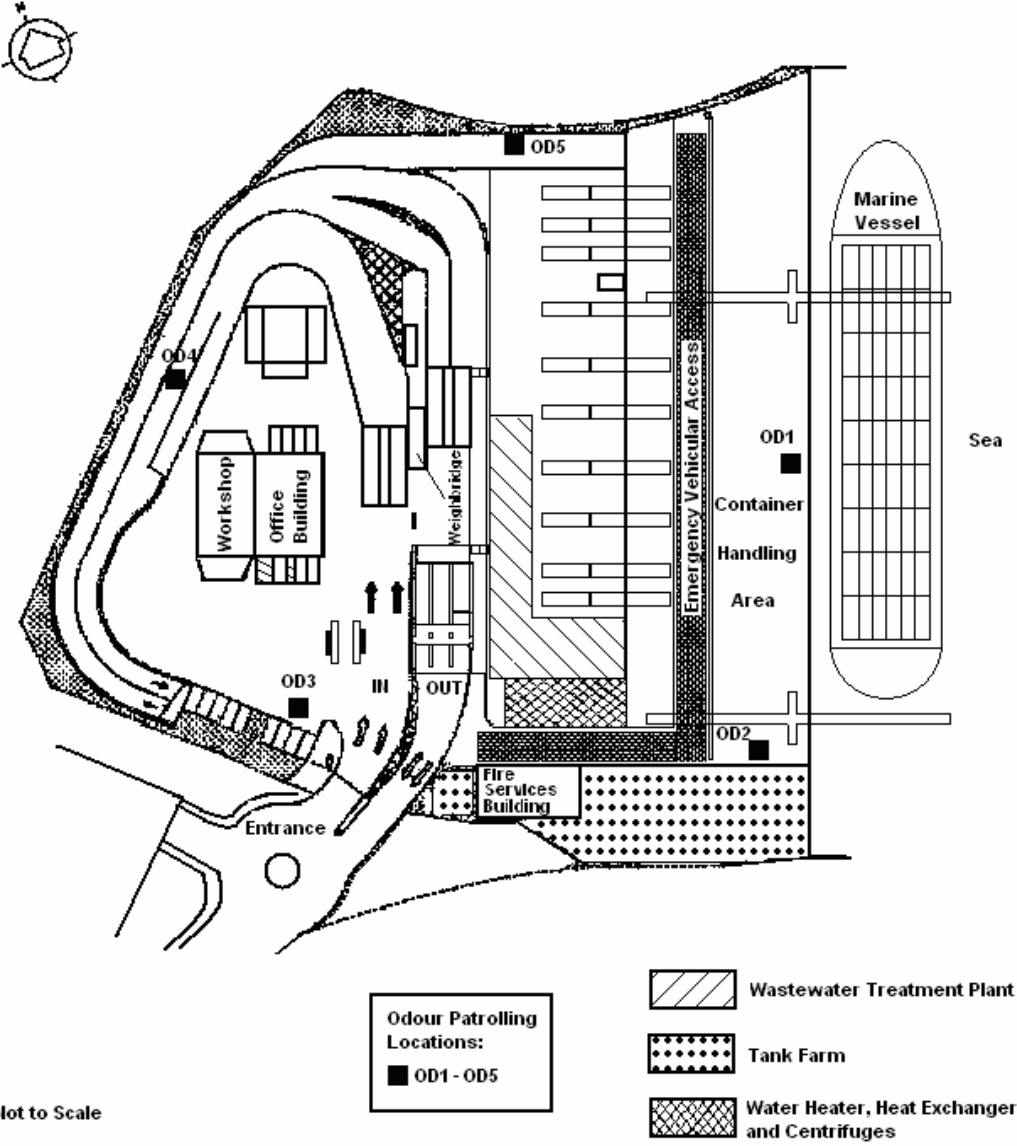 N
OD5
Marine
Vessel
OD4
Emergency Vehicular Access
OD1
Sea
Workshop
Office
Building
Weighbridge
Container
Handling
Area
OD3
IN
OUT
OD2
Fire
Services
Building
Entrance
Odour Patrolling
Locations:
OD1 - OD5
Wastewater Treatment Plant
Tank Farm
Water Heater, Heat Exchanger
and Centrifuges
lot to Scale